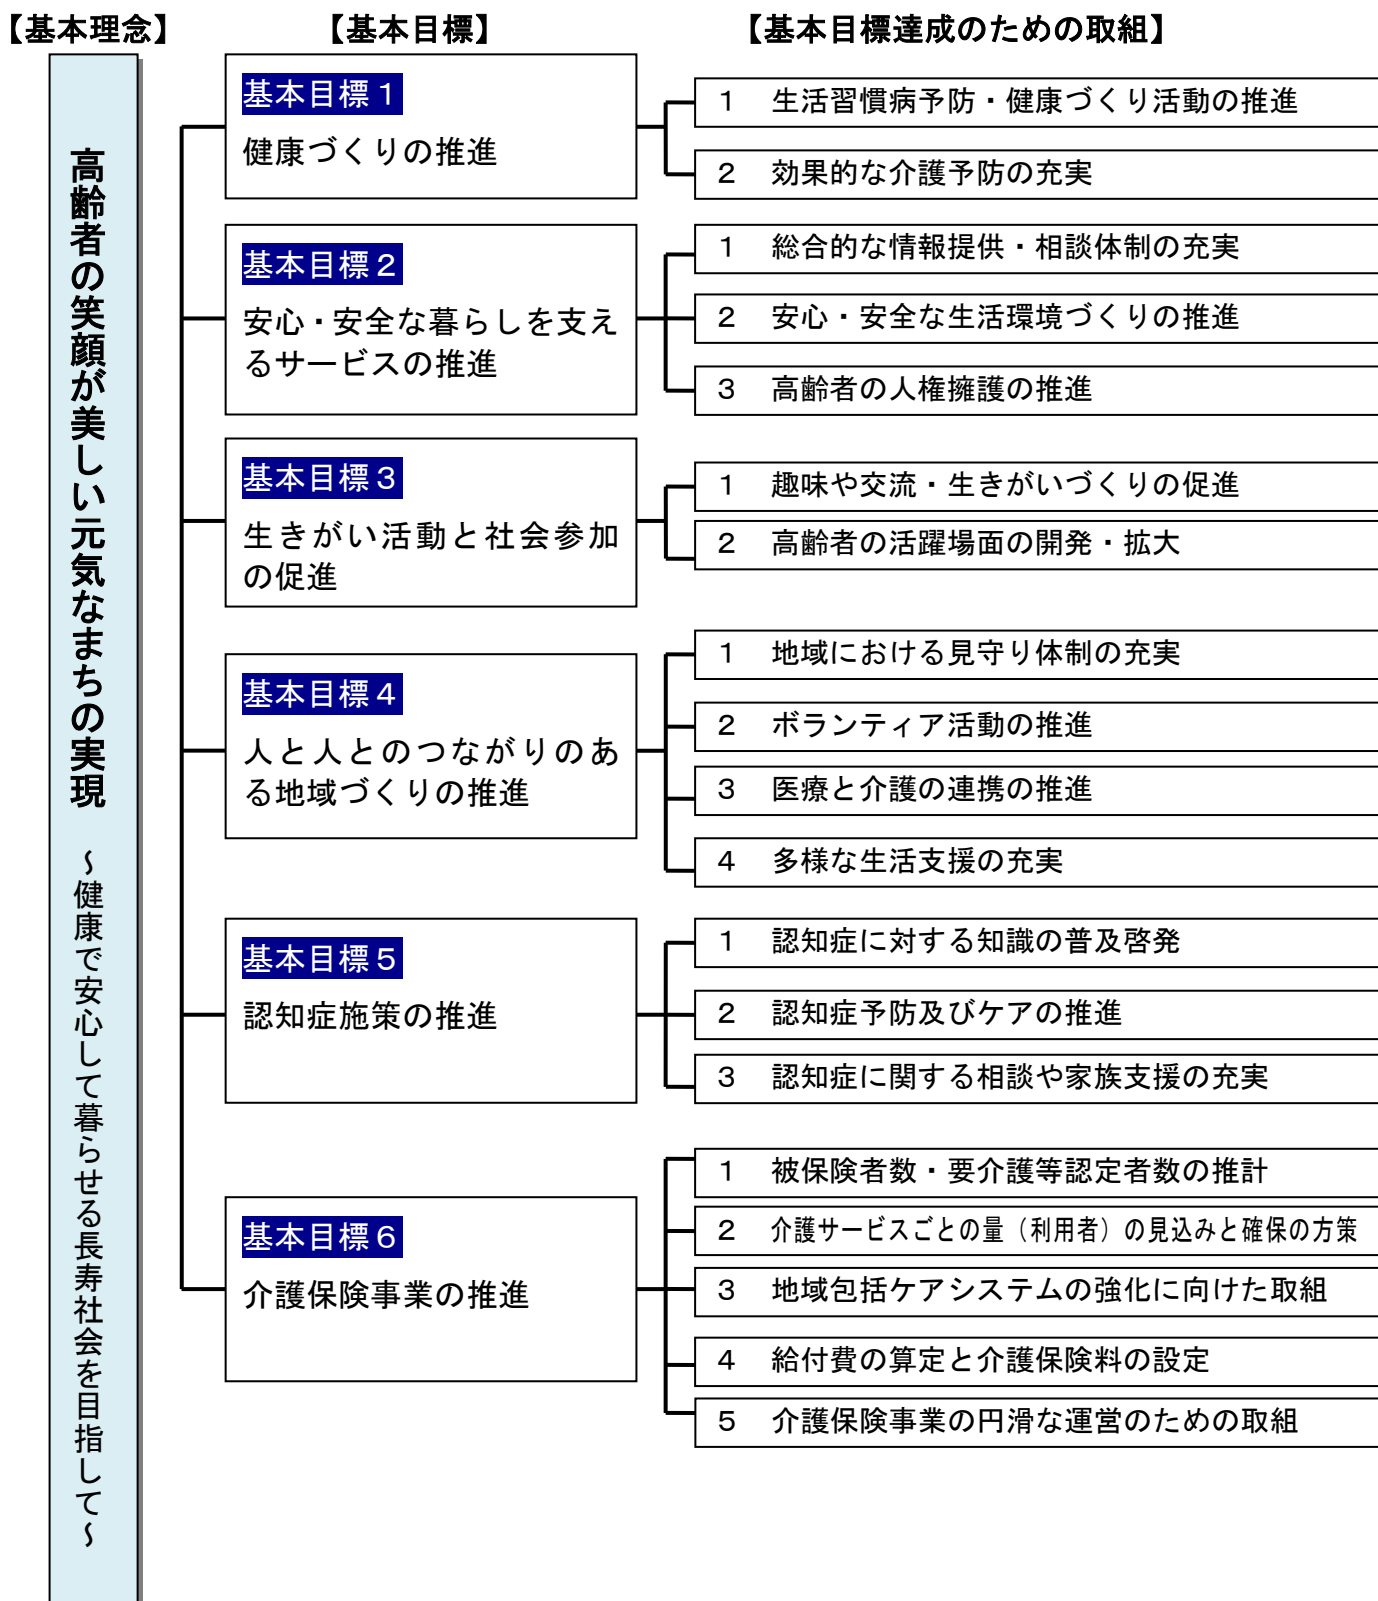 【基本理念】
【基本目標】
【基本目標達成のための取組】
高齢者の笑顔が美しい元気なまちの実現 ～健康で安心して暮らせる長寿社会を目指して～
基本目標１
健康づくりの推進
1 生活習慣病予防・健康づくり活動の推進
2 効果的な介護予防の充実
基本目標２
安心・安全な暮らしを支え
るサービスの推進
1 総合的な情報提供・相談体制の充実
2 安心・安全な生活環境づくりの推進
3 高齢者の人権擁護の推進
基本目標３
生きがい活動と社会参加
の促進
1 趣味や交流・生きがいづくりの促進
2 高齢者の活躍場面の開発・拡大
基本目標４
人と人とのつながりのあ
る地域づくりの推進
1 地域における見守り体制の充実
2 ボランティア活動の推進
3 医療と介護の連携の推進
4 多様な生活支援の充実
基本目標５
認知症施策の推進
1 認知症に対する知識の普及啓発
2 認知症予防及びケアの推進
3 認知症に関する相談や家族支援の充実
基本目標６
介護保険事業の推進
1 被保険者数・要介護等認定者数の推計
2 介護サービスごとの量（利用者）の見込みと確保の方策
3 地域包括ケアシステムの強化に向けた取組
4 給付費の算定と介護保険料の設定
5 介護保険事業の円滑な運営のための取組